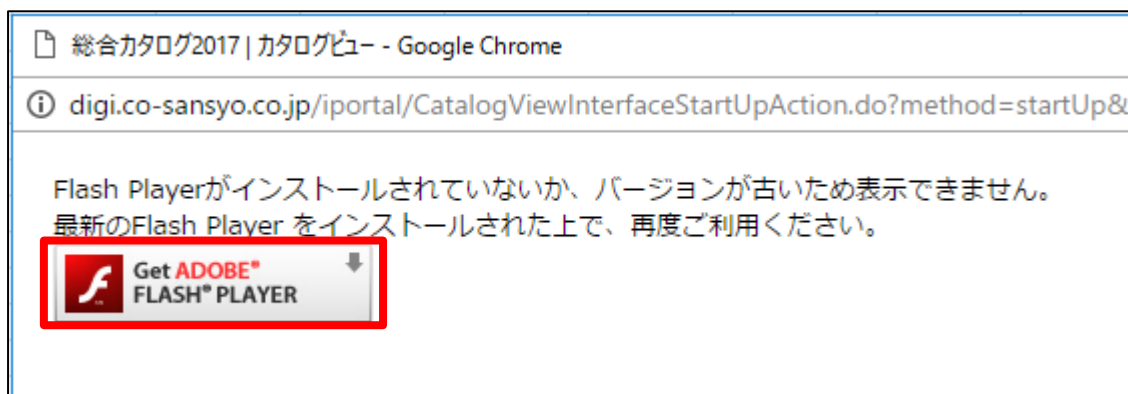 総合カタログ2017 | カタログビュー - Google Chrome
digi.co-sansyo.co.jp/iportal/CatalogViewInterfaceStartUpAction.do?method=startUp&
Flash Playerがインストールされていないか、バージョンが古いため表示できません。
最新のFlash Player をインストールされた上で、再度ご利用ください。
Get ADOBE®
FLASH® PLAYER